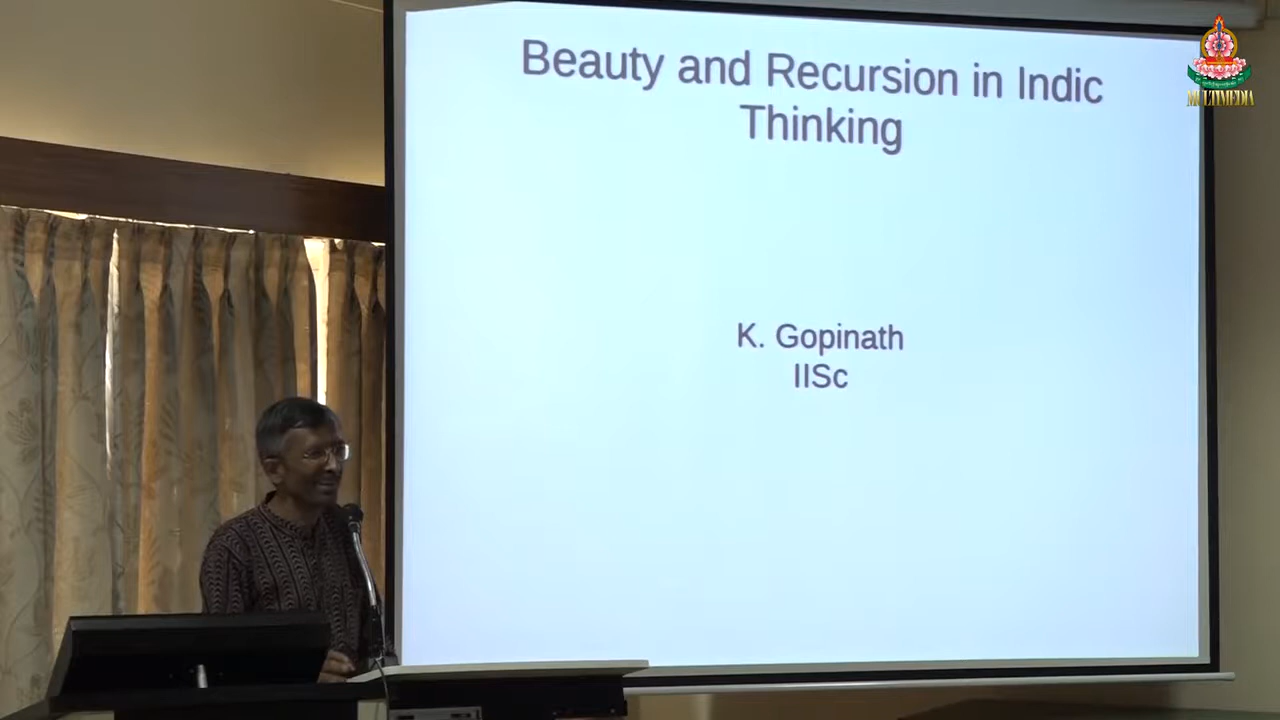 Beauty and Recursion in Indic
Thinking
K. Gopinath
IISc
MULTIMEDIA